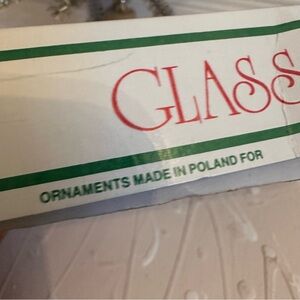 GLASS
ORNAMENTS MADE IN POLAND FOR